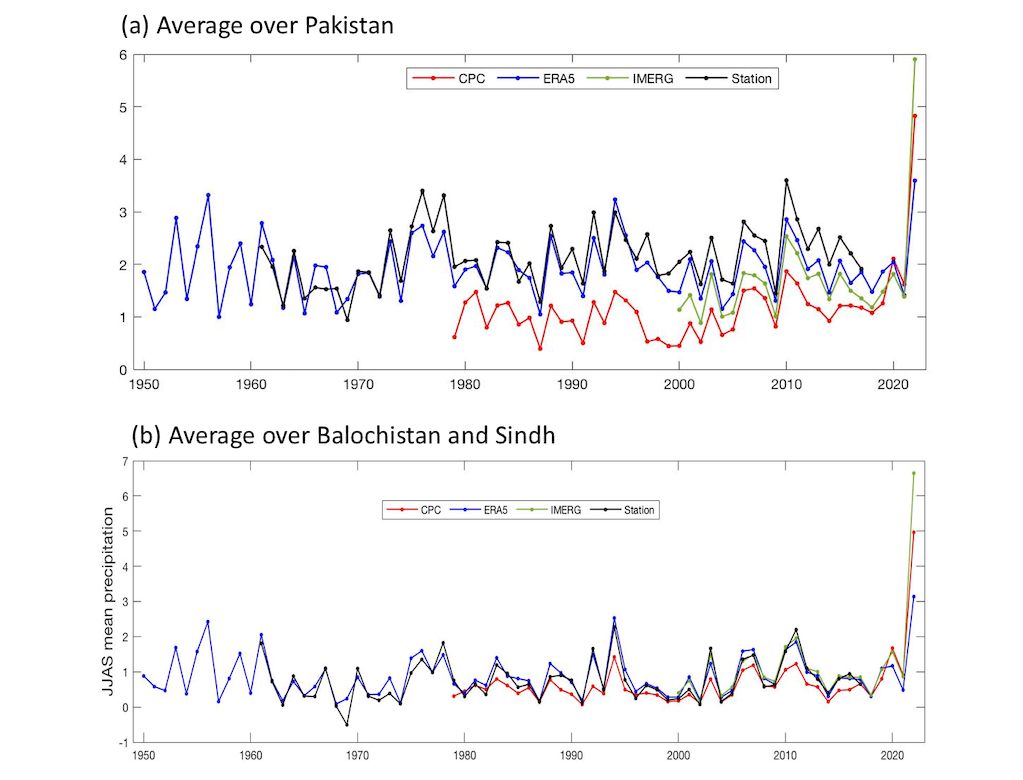 (a) Average over Pakistan
6
CPC ERA5 IMERG Station
5
4
3
2
1
0
1950 1960 1970 1980 1990 2000 2010 2020
(b) Average over Balochistan and Sindh
JJAS mean precipitation
7
6
CPC ERA5 IMERG Station
5
4
3
2
1
0
-1
1950 1960 1970 1980 1990 2000 2010 2020